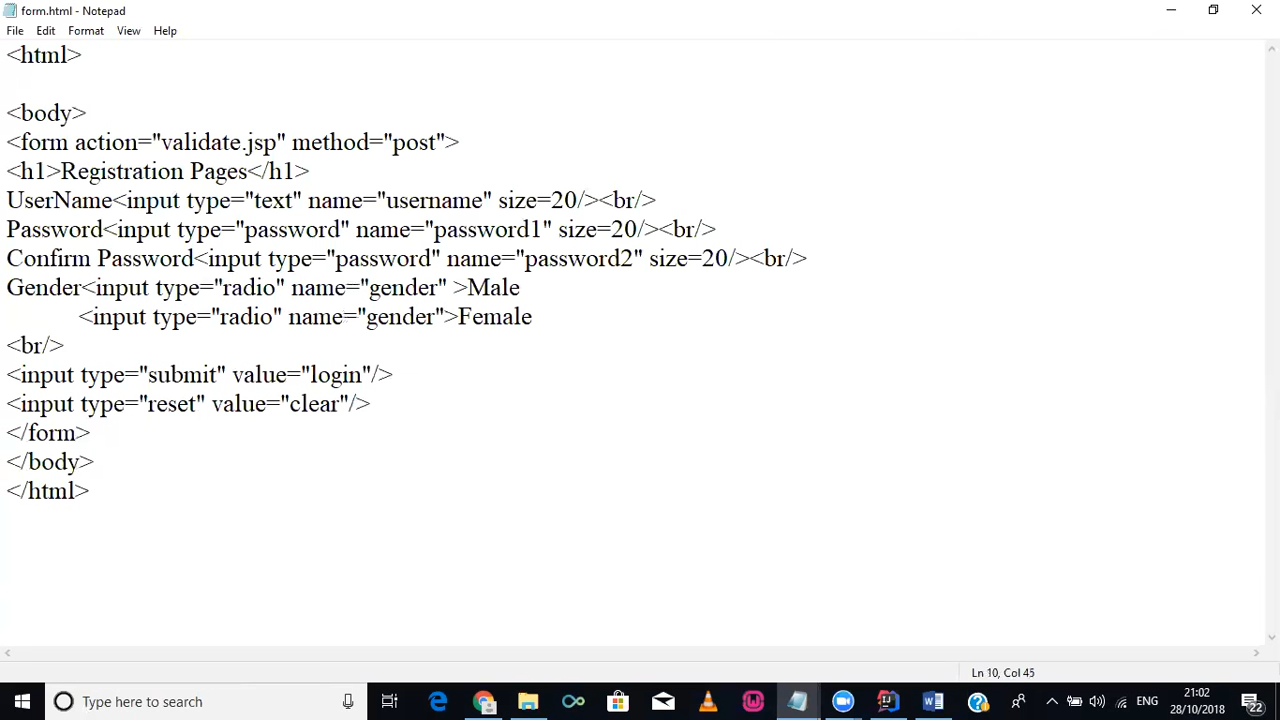 form.html - Notepad
File Edit Format View Help
<html>
<body>
<form action="validate.jsp" method="post">
<h1>Registration Pages</h1>
UserName<input type="text" name="username" size=20/><br/>
Password<input type="password" name="password1" size=20/><br/>
Confirm Password<input type="password" name="password2" size=20/><br/>
Gender<input type="radio" name="gender" >Male
<input type="radio" name="gender">Female
<br/>
<input type="submit" value="login"/>
<input type="reset" value="clear"/>
</form>
</body>
</html>
Ln 10, Col 45
Type here to search
ENG
21:02
28/10/2018
22